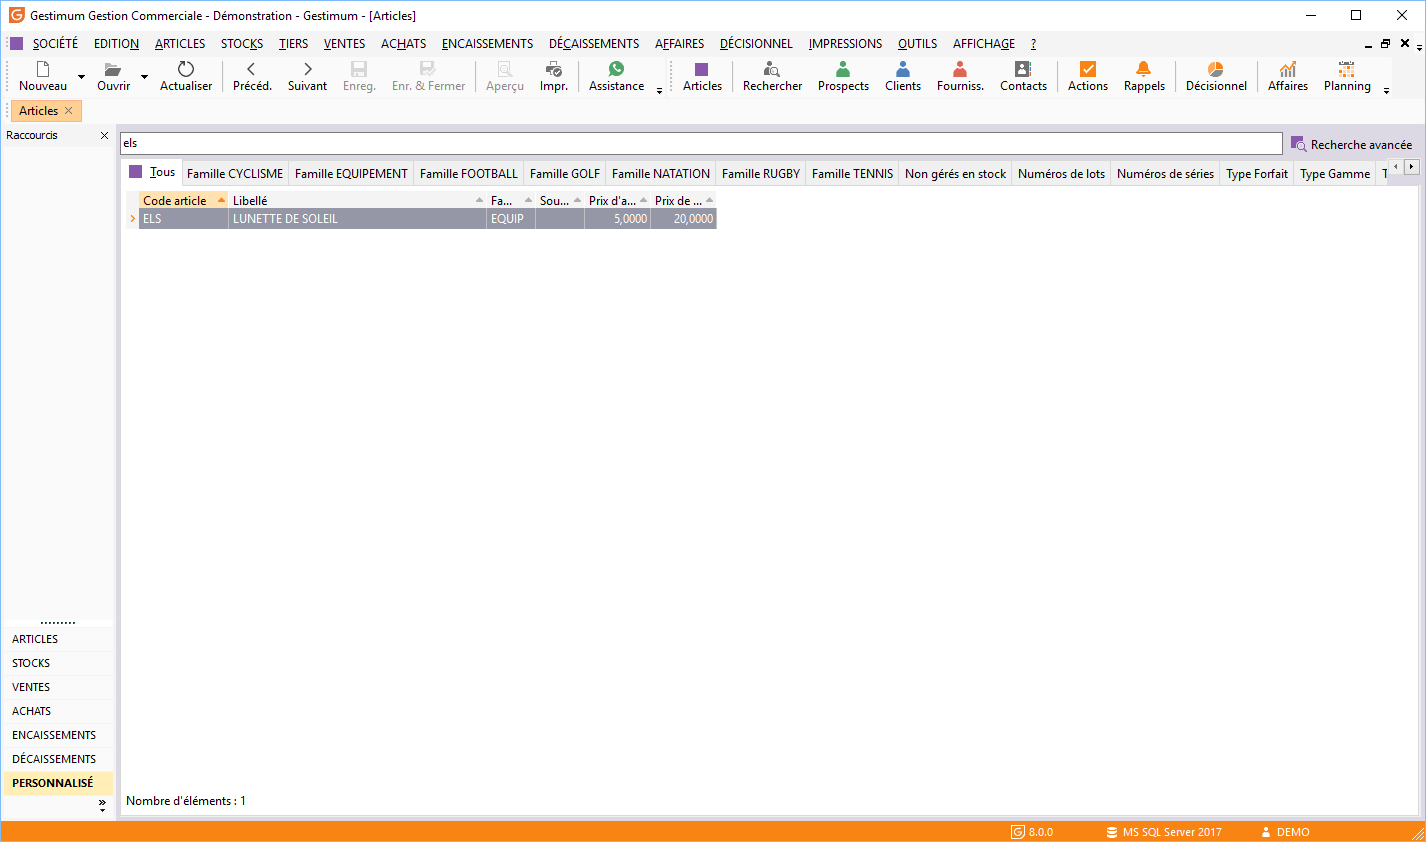 Gestimum Gestion Commerciale - Démonstration - Gestimum - [Articles]
SOCIÉTÉ EDITION ARTICLES STOCKS TIERS VENTES ACHATS ENCAISSEMENTS DÉCAISSEMENTS AFFAIRES DÉCISIONNEL IMPRESSIONS OUTILS AFFICHAGE ?
Nouveau Ouvrir Actualiser Précéd. Suivant Enreg. Enr. & Fermer Aperçu Impr. Assistance Articles Rechercher Prospects Clients Fourniss. Contacts Actions Rappels Décisionnel Affaires Planning
Articles
Raccourcis
els
Recherche avancée
Tous Famille CYCLISME Famille EQUIPEMENT Famille FOOTBALL Famille GOLF Famille NATATION Famille RUGBY Famille TENNIS Non gérés en stock Numéros de lots Numéros de séries Type Forfait Type Gamme
Code article Libellé Fa... Sou... Prix d'a... Prix de ...
ELS LUNETTE DE SOLEIL EQUIP 5,0000 20,0000
ARTICLES
STOCKS
VENTES
ACHATS
ENCAISSEMENTS
DÉCAISSEMENTS
PERSONNALISÉ
Nombre d'éléments : 1
8.0.0 MS SQL Server 2017 DEMO